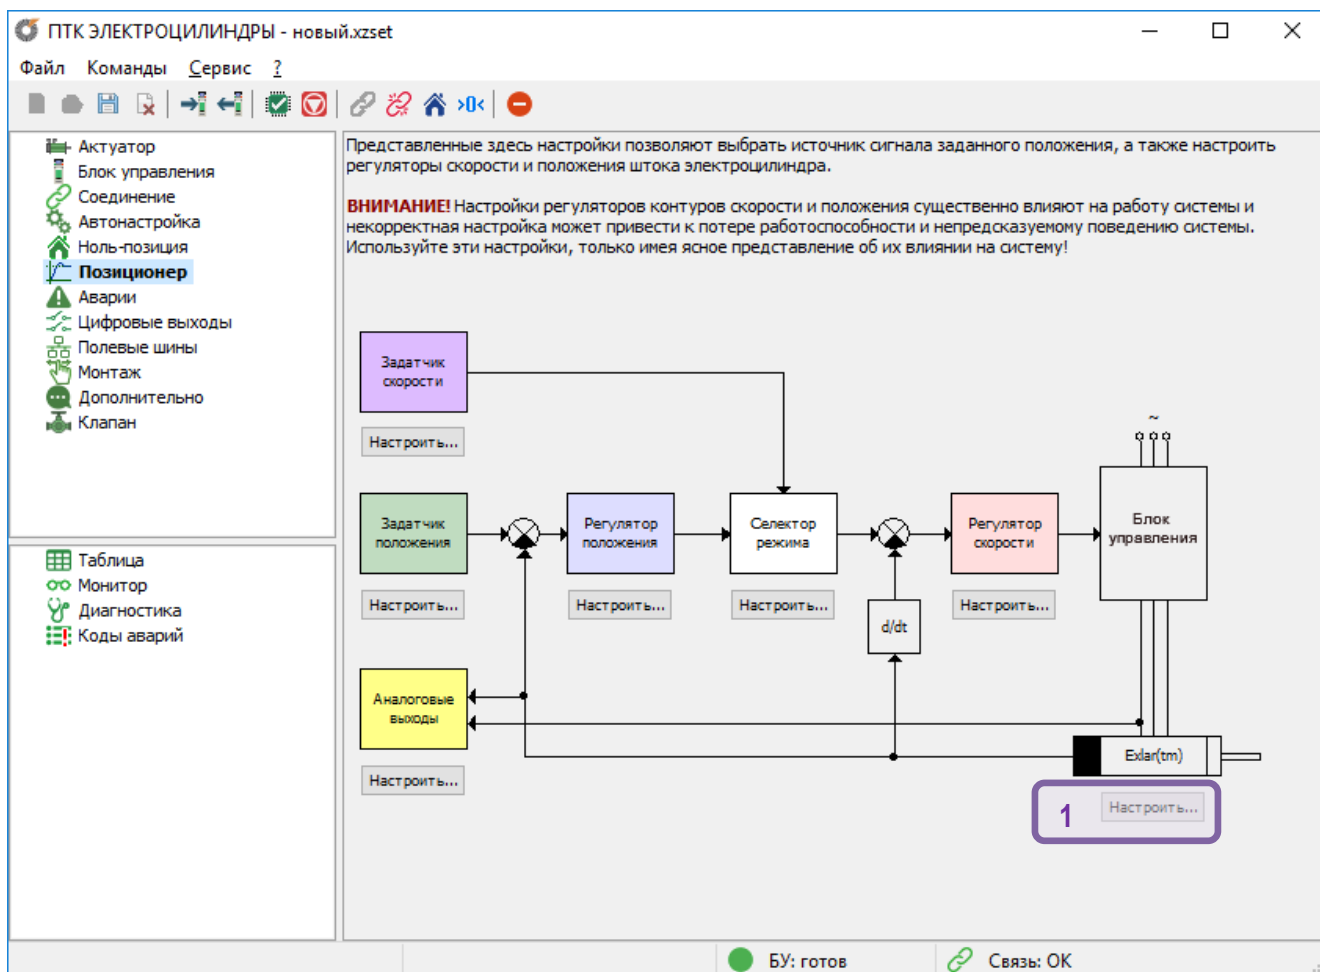 ПТК ЭЛЕКТРОЦИЛИНДРЫ - новый.xzset
Файл Команды Сервис ?
>0<
Актуатор
Блок управления
Соединение
Автонастройка
Ноль-позиция
Позиционер
Аварии
Цифровые выходы
Полевые шины
Монтаж
Дополнительно
Клапан
Таблица
Монитор
Диагностика
Коды аварий
Представленные здесь настройки позволяют выбрать источник сигнала заданного положения, а также настроить
регуляторы скорости и положения штока электроцилиндра.
ВНИМАНИЕ! Настройки регуляторов контуров скорости и положения существенно влияют на работу системы и
некорректная настройка может привести к потере работоспособности и непредсказуемому поведению системы.
Используйте эти настройки, только имея ясное представление об их влиянии на систему!
Задатчик
скорости
Настроить...
~
Задатчик
положения
Настроить...
Регулятор
положения
Настроить...
Селектор
режима
Настроить...
Регулятор
скорости
Настроить...
Блок
управления
d/dt
Аналоговые
выходы
Настроить...
Exlar(tm)
1 Настроить...
БУ: готов
Связь: OK